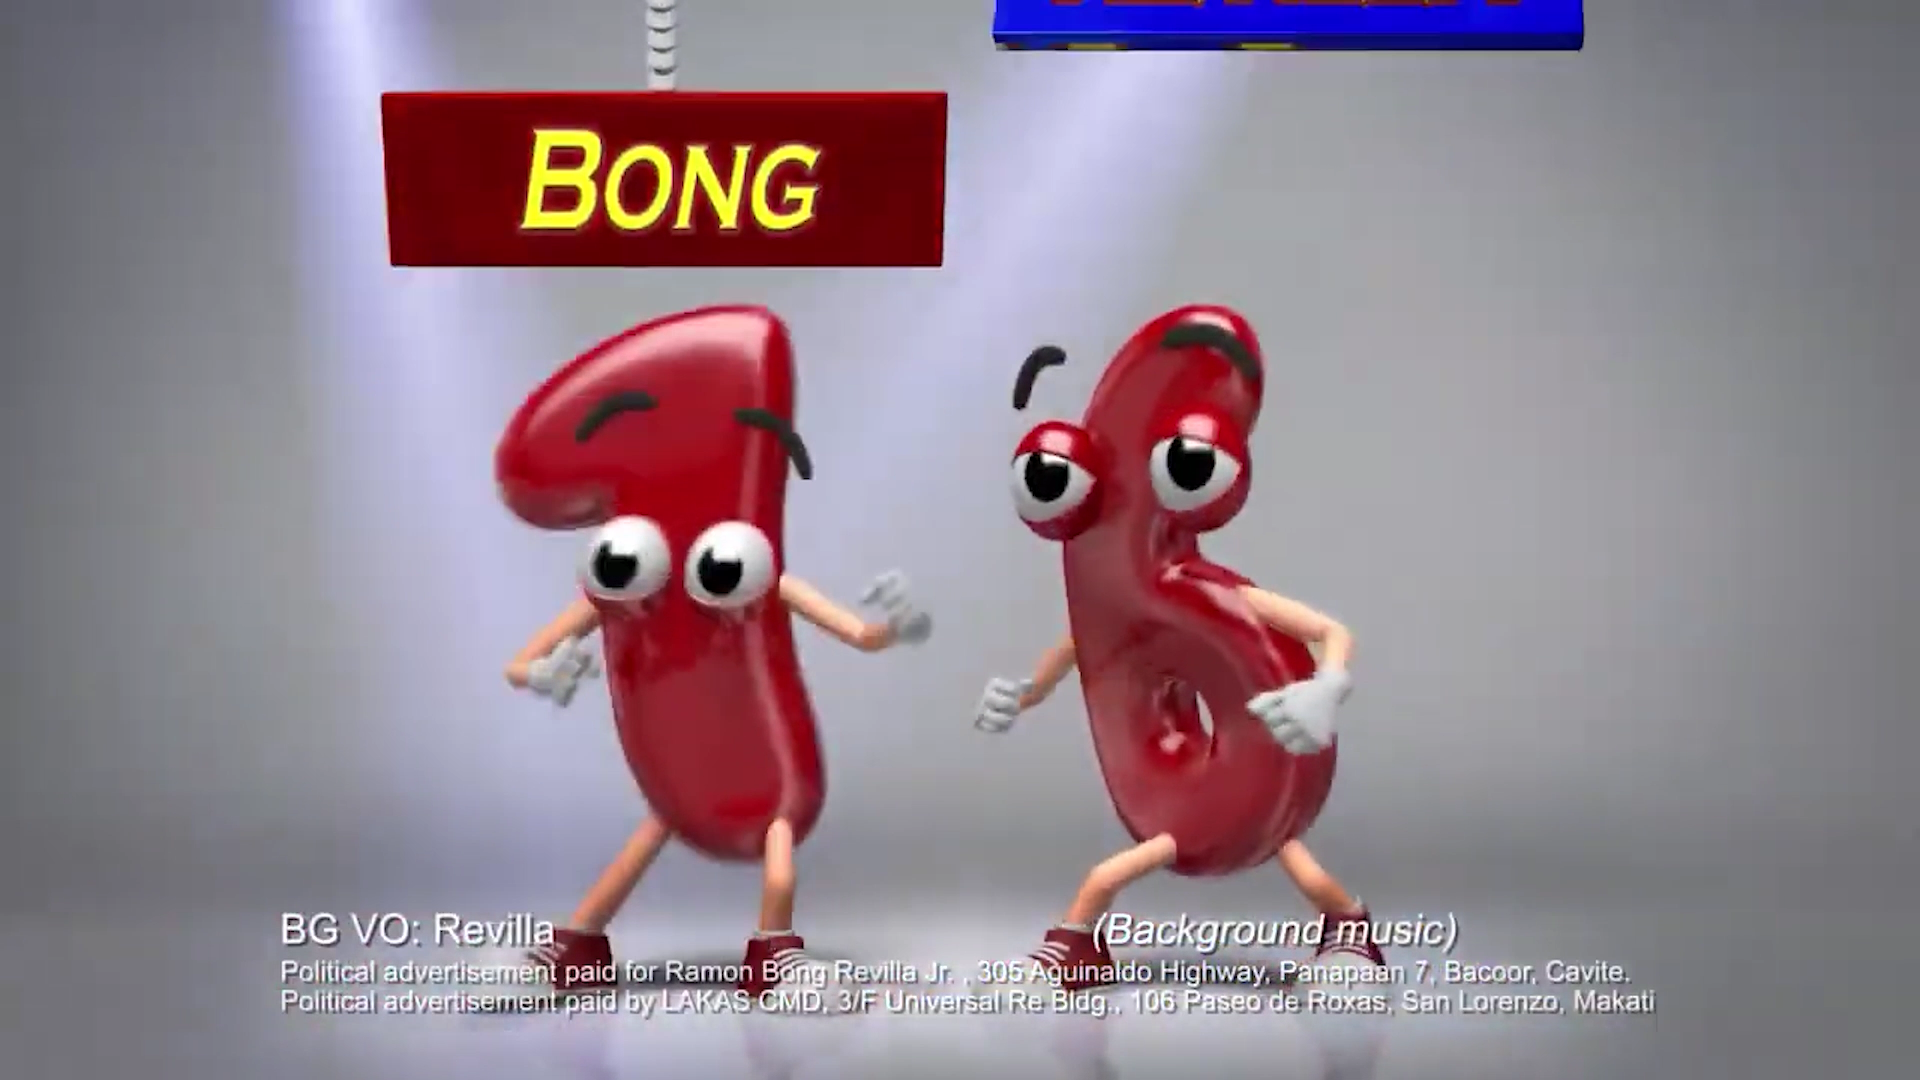 BONG
BG VO: Revilla (Background music)
Political advertisement paid for Ramon Bong Revilla Jr. , 305 Aguinaldo Highway, Panapaan 7, Bacoor, Cavite.
Political advertisement paid by LAKAS CMD, 3/F Universal Re Bldg., 106 Paseo de Roxas, San Lorenzo, Makati